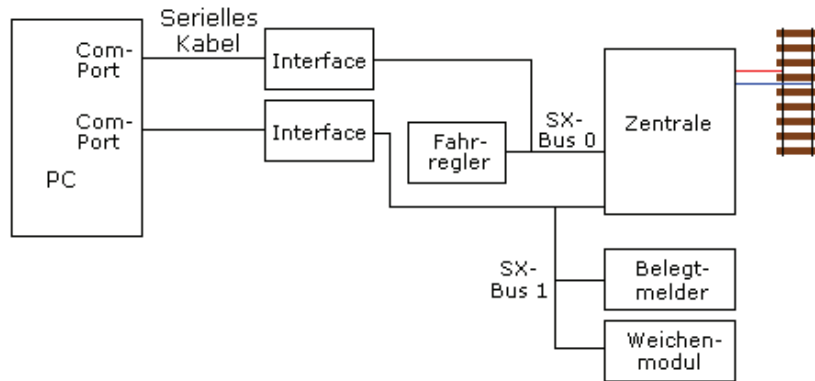 Serielles
Kabel
Com-
Port
Interface
Com-
Port
Interface
PC
Fahr-
regler
SX-
Bus 0
Zentrale
SX-
Bus 1
Belegt-
melder
Weichen-
modul